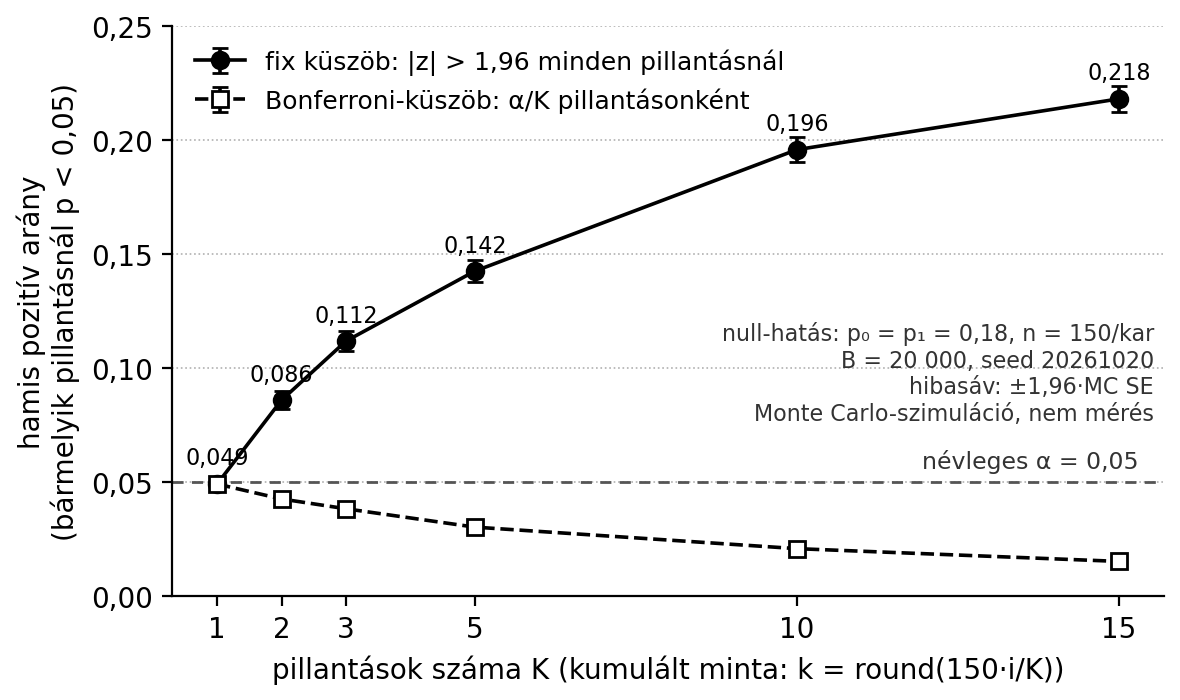 hamis pozitív arány
(bármelyik pillantásnál p < 0,05)
0,25
0,20
0,15
0,10
0,05
0,00
fix küszöb: |z| > 1,96 minden pillantásnál
Bonferroni-küszöb: α/K pillantásonként
0,049
0,086
0,112
0,142
0,196
0,218
null-hatás: p₀ = p₁ = 0,18, n = 150/kar
B = 20 000, seed 20261020
hibasáv: ±1,96·MC SE
Monte Carlo-szimuláció, nem mérés
névleges α = 0,05
1 2 3 5 10 15
pillantások száma K (kumulált minta: k = round(150·i/K))